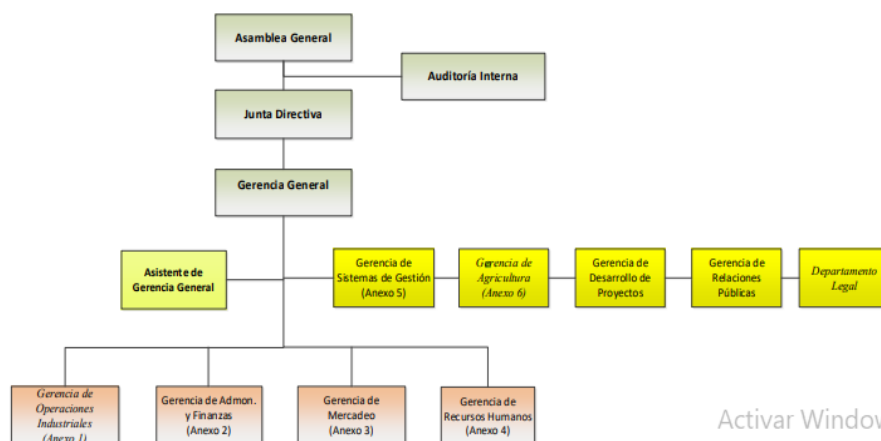 Asamblea General
Auditoría Interna
Junta Directiva
Gerencia General
Asistente de
Gerencia General
Gerencia de
Sistemas de Gestión
(Anexo 5)
Gerencia de
Agricultura
(Anexo 6)
Gerencia de
Desarrollo de
Proyectos
Gerencia de
Relaciones
Públicas
Departamento
Legal
Gerencia de
Operaciones
Industriales
(Anexo 1)
Gerencia de Admon.
y Finanzas
(Anexo 2)
Gerencia de
Mercadeo
(Anexo 3)
Gerencia de
Recursos Humanos
(Anexo 4)
Activar Window